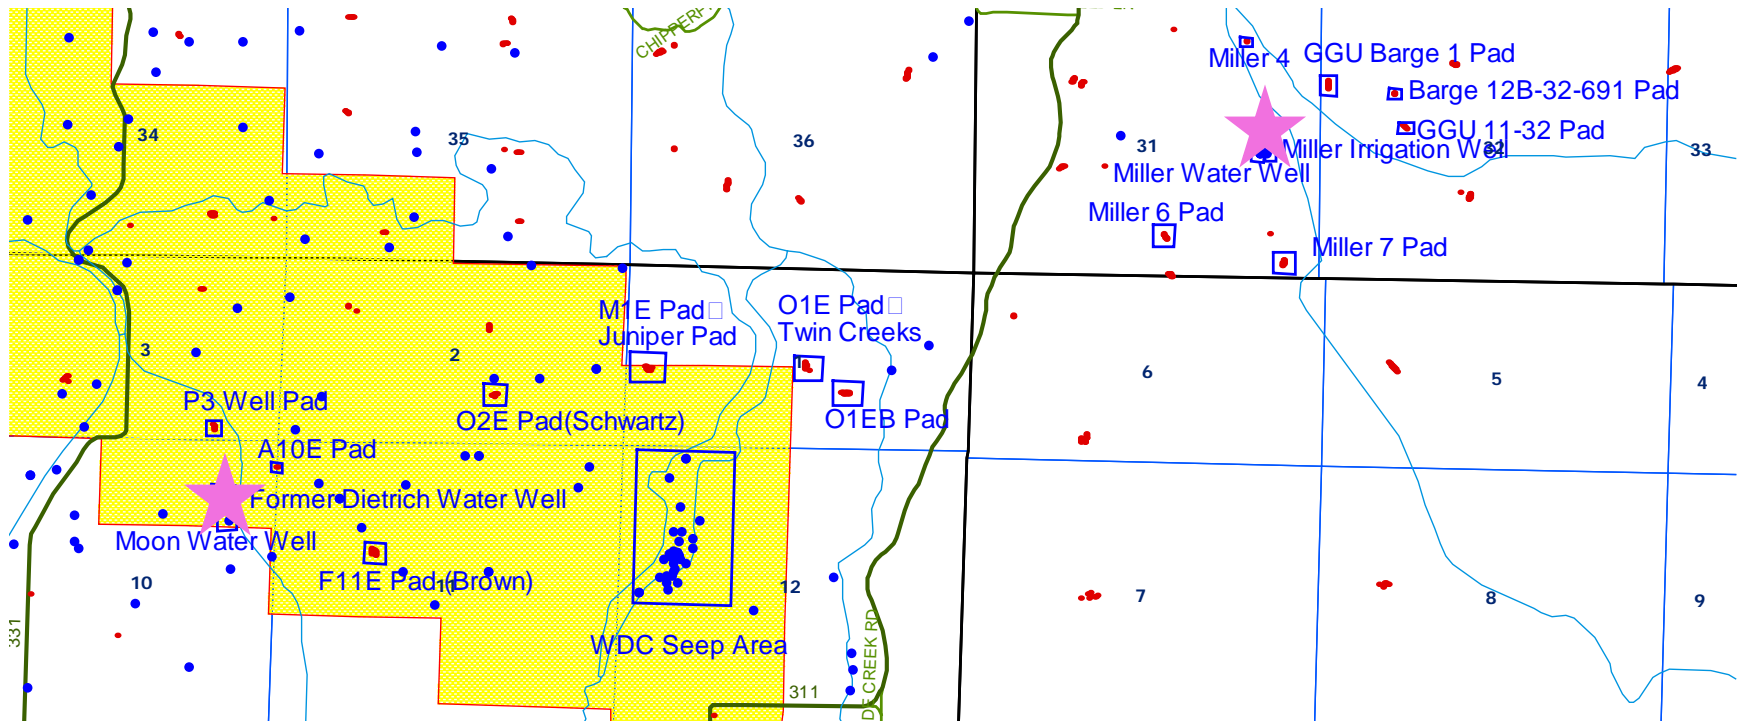 CHIPPERF
Miller 4
GGU Barge 1 Pad
Barge 12B-32-691 Pad
GGU 11-32 Pad
34
35
36
31
32
33
Miller Irrigation Well
Miller Water Well
Miller 6 Pad
Miller 7 Pad
M1E Pad□
Juniper Pad
O1E Pad□
Twin Creeks
3
2
1
6
5
4
P3 Well Pad
O2E Pad(Schwartz)
O1EB Pad
A10E Pad
Former Dietrich Water Well
Moon Water Well
F11E Pad (Brown)
10
11
12
7
8
9
WDC Seep Area
331
311
DE CREEK RD